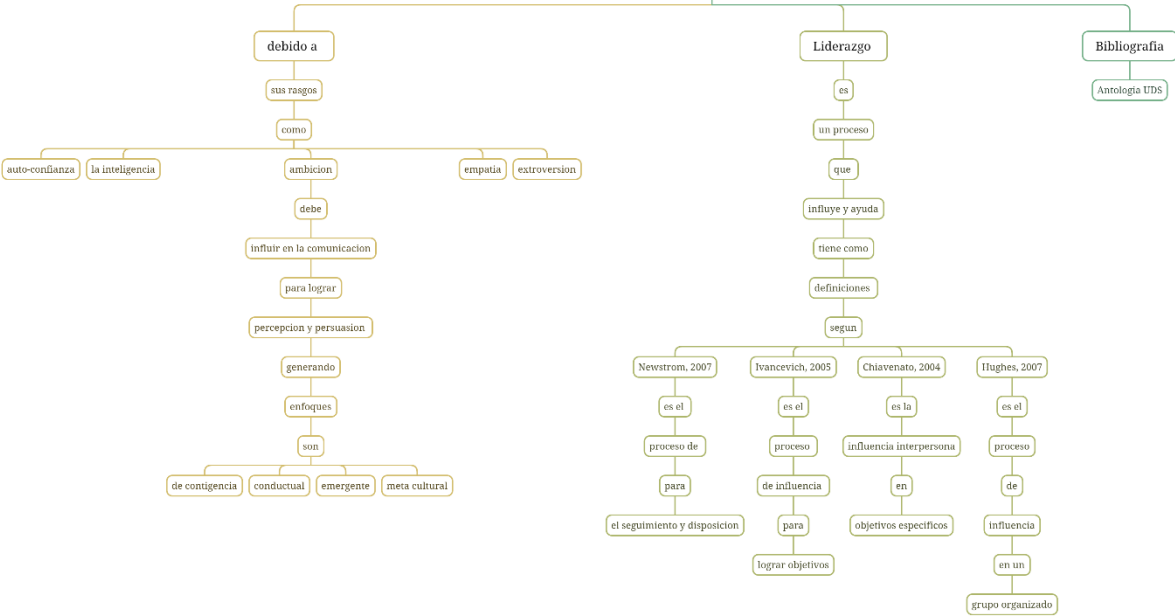 debido a
sus rasgos
como
auto-confianza
la inteligencia
ambicion
empatia
extroversion
debe
influir en la comunicacion
para lograr
percepcion y persuasion
generando
enfoques
son
de contigencia
conductual
emergente
meta cultural
Liderazgo
es
un proceso
que
influye y ayuda
tiene como
definiciones
segun
Newstrom, 2007
es el
proceso de
para
el seguimiento y disposicion
Ivancevich, 2005
es el
proceso
de influencia
para
lograr objetivos
Chiavenato, 2004
es la
influencia interpersona
en
objetivos especificos
Hughes, 2007
es el
proceso
de
influencia
en un
grupo organizado
Bibliografia
Antología UDS